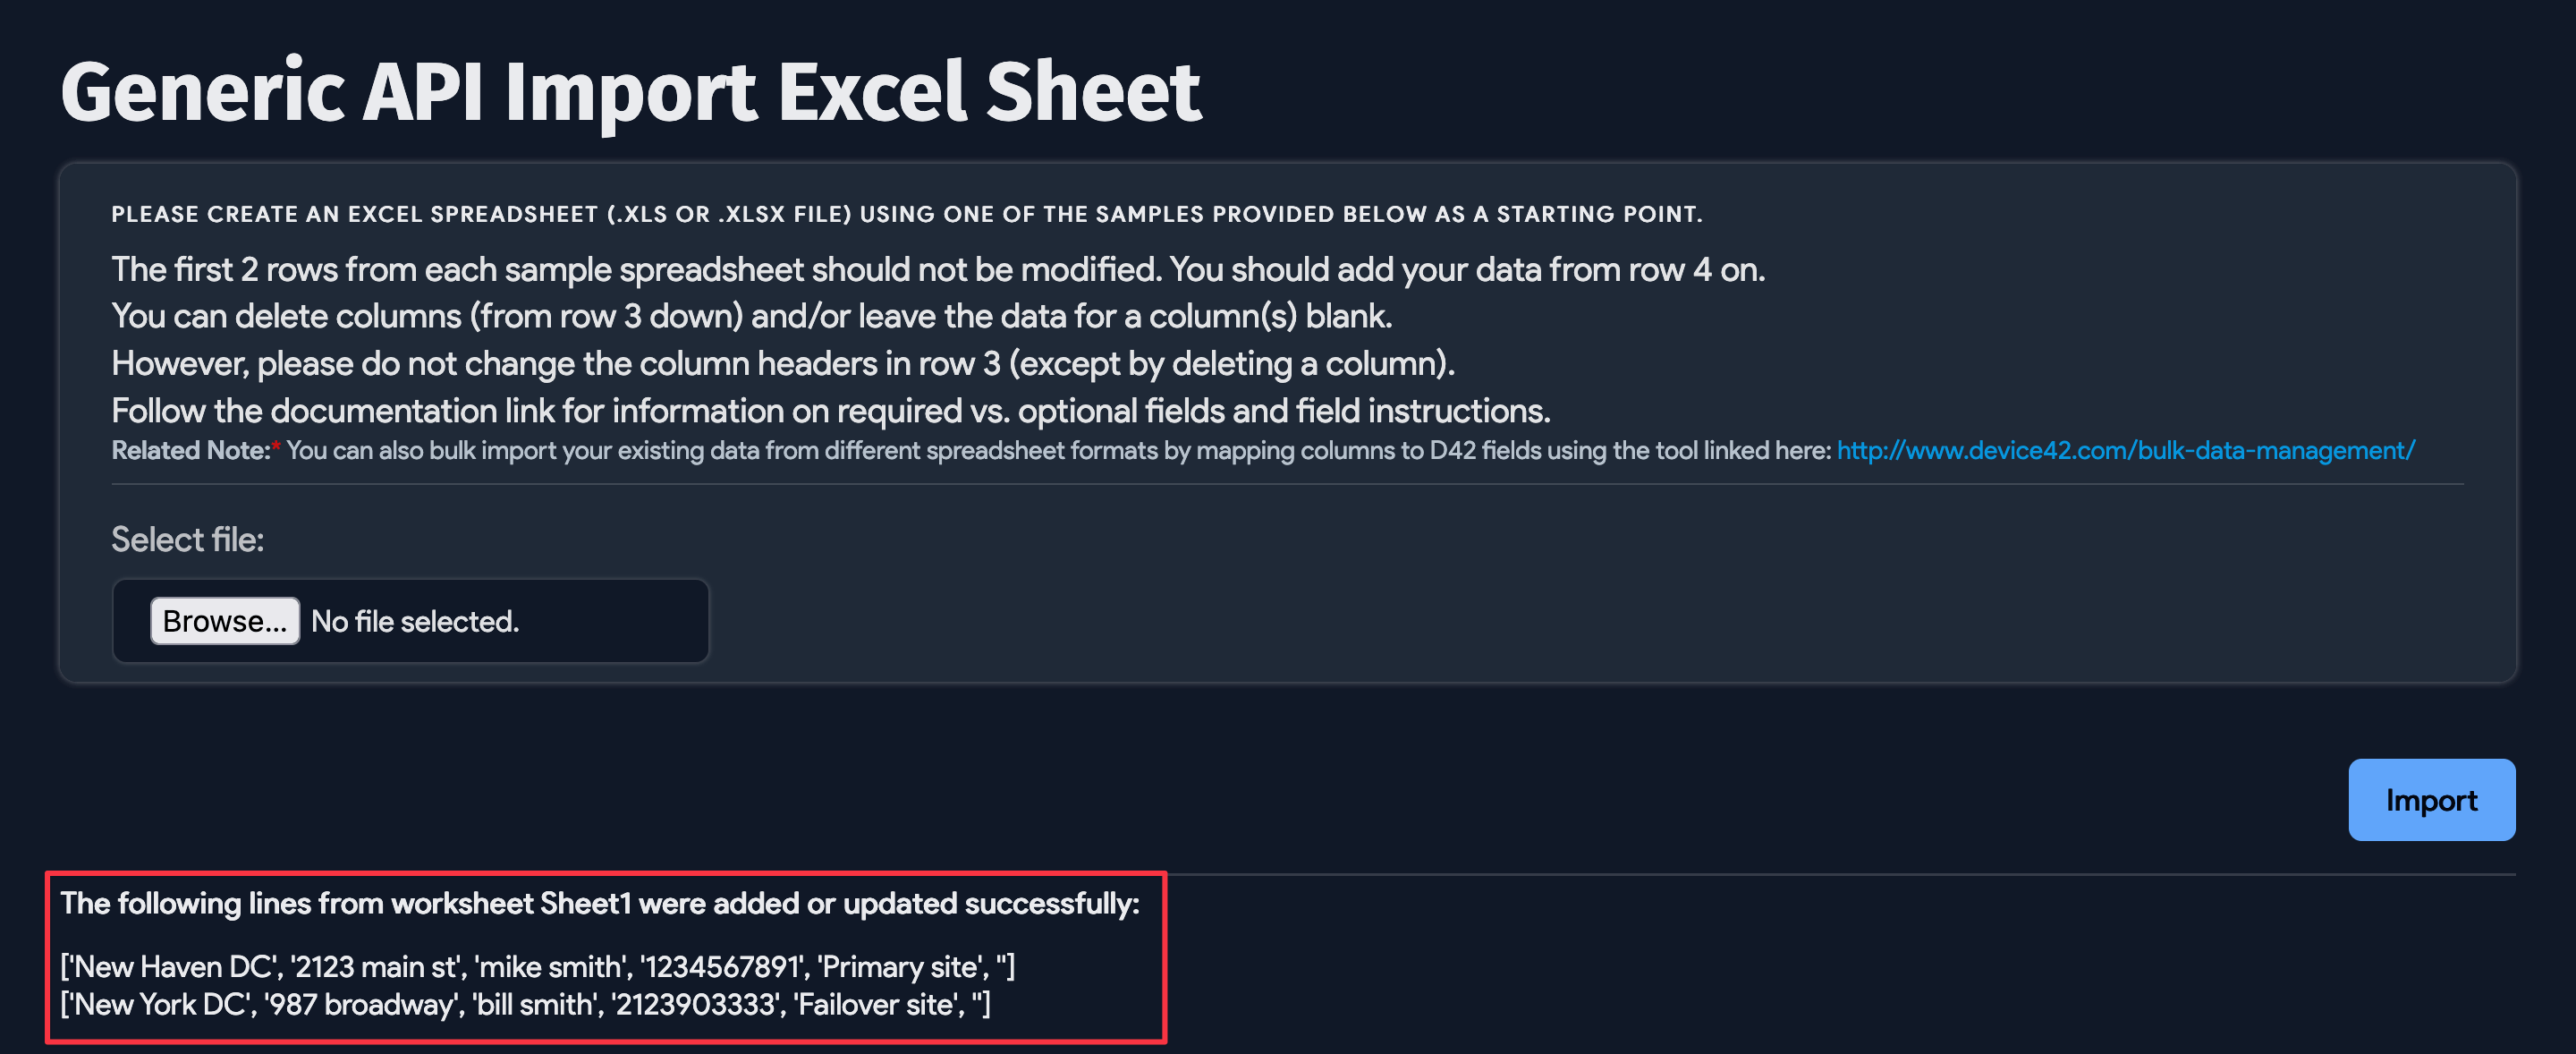 Generic API Import Excel Sheet
PLEASE CREATE AN EXCEL SPREADSHEET (.XLS OR .XLSX FILE) USING ONE OF THE SAMPLES PROVIDED BELOW AS A STARTING POINT.
The first 2 rows from each sample spreadsheet should not be modified. You should add your data from row 4 on.
You can delete columns (from row 3 down) and/or leave the data for a column(s) blank.
However, please do not change the column headers in row 3 (except by deleting a column).
Follow the documentation link for information on required vs. optional fields and field instructions.
Related Note:* You can also bulk import your existing data from different spreadsheet formats by mapping columns to D42 fields using the tool linked here: http://www.device42.com/bulk-data-management/
Select file:
Browse... No file selected.
Import
The following lines from worksheet Sheet1 were added or updated successfully:
['New Haven DC', '2123 main st', 'mike smith', '1234567891', 'Primary site', '']
['New York DC', '987 broadway', 'bill smith', '2123903333', 'Failover site', '']